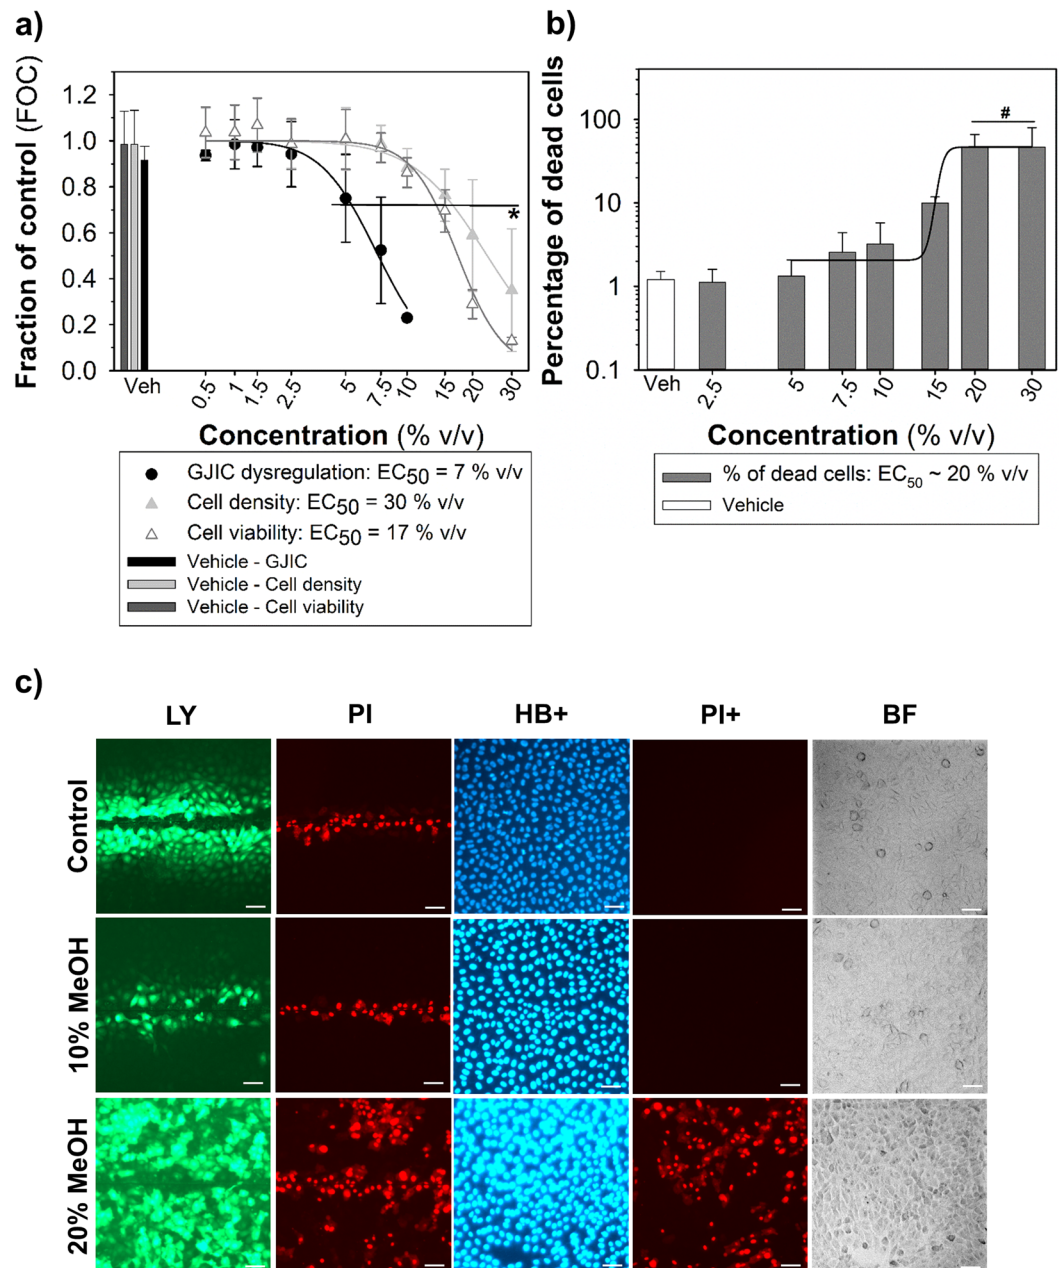 a)
Fraction of control (FOC)
1.2
1.0
0.8
0.6
0.4
0.2
0.0
*
Veh
0.5
1
1.5
2.5
5
7.5
10
15
20
30
Concentration (% v/v)
GJIC dysregulation: EC50 = 7 % v/v
Cell density: EC50 = 30 % v/v
Cell viability: EC50 = 17 % v/v
Vehicle - GJIC
Vehicle - Cell density
Vehicle - Cell viability
b)
Percentage of dead cells
100
10
1
0.1
#
Veh
2.5
5
7.5
10
15
20
30
Concentration (% v/v)
% of dead cells: EC50 ~ 20 % v/v
Vehicle
c)
LY PI HB+ PI+ BF
Control
10% MeOH
20% MeOH